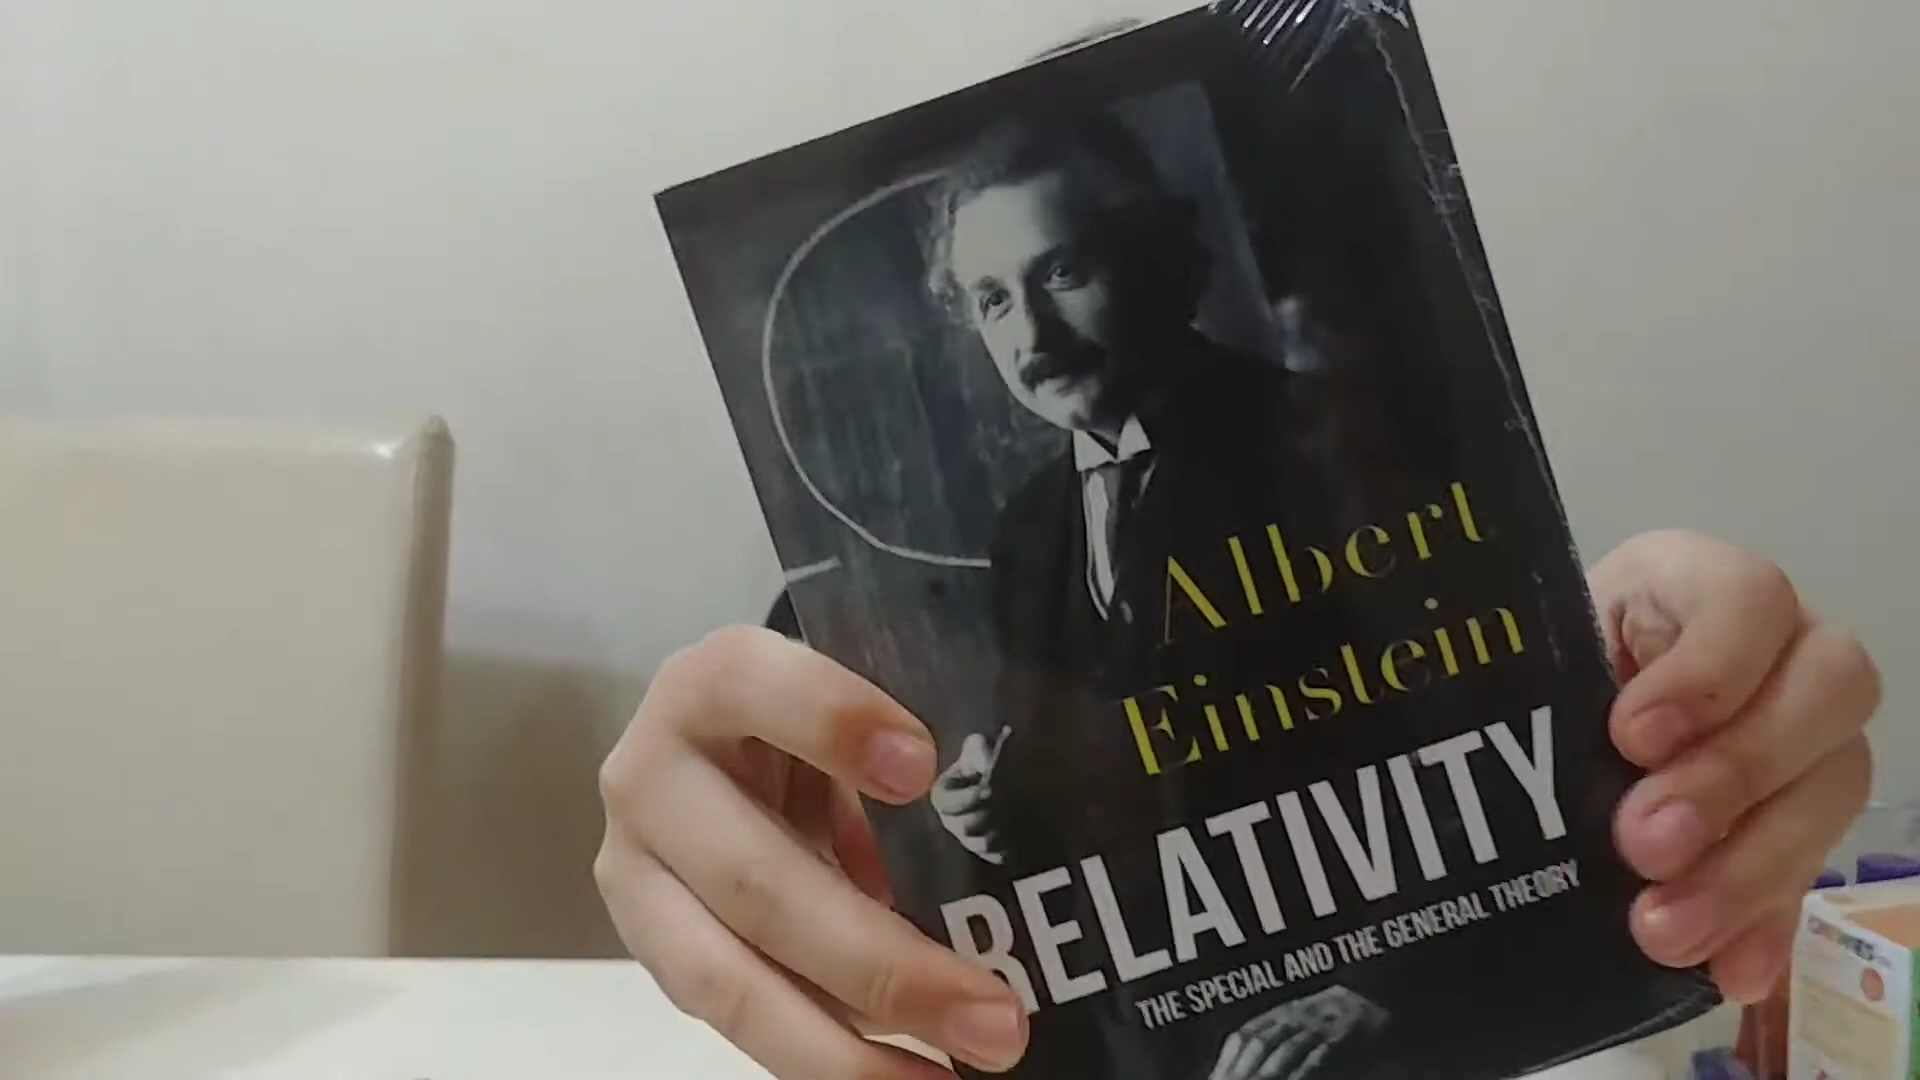 Albert
Einstein
RELATIVITY
THE SPECIAL AND THE GENERAL THEORY